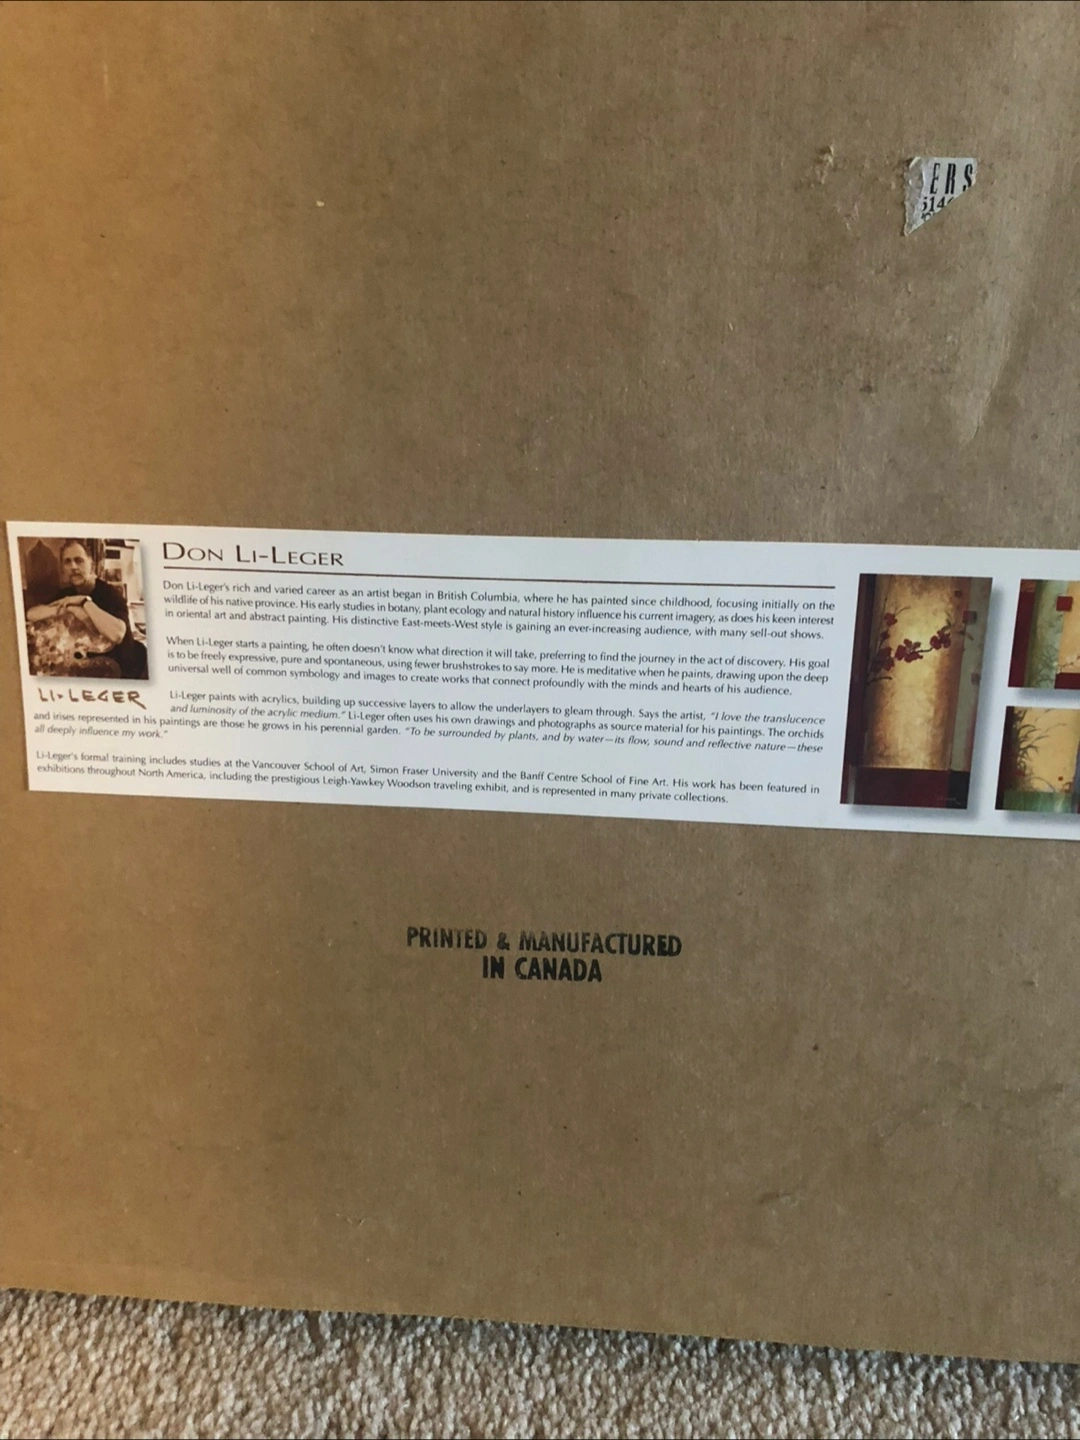 ERS
514
DON LI-LEGER
Don Li-Leger's rich and varied career as an artist began in British Columbia, where he has painted since childhood, focusing initially on the
wildlife of his native province. His early studies in botany, plant ecology and natural history influence his current imagery, as does his keen interest
in oriental art and abstract painting. His distinctive East-meets-West style is gaining an ever-increasing audience, with many sell-out shows.
When Li-Leger starts a painting, he often doesn't know what direction it will take, preferring to find the journey in the act of discovery. His goal
is to be freely expressive, pure and spontaneous, using fewer brushstrokes to say more. He is meditative when he paints, drawing upon the deep
universal well of common symbology and images to create works that connect profoundly with the minds and hearts of his audience.
LI-LEGER
Li-Leger paints with acrylics, building up successive layers to allow the underlayers to gleam through. Says the artist, "I love the translucence
and luminosity of the acrylic medium." Li-Leger often uses his own drawings and photographs as source material for his paintings. The orchids
and irises represented in his paintings are those he grows in his perennial garden. "To be surrounded by plants, and by water—its flow, sound and reflective nature—these
all deeply influence my work."
Li-Leger's formal training includes studies at the Vancouver School of Art, Simon Fraser University and the Banff Centre School of Fine Art. His work has been featured in
exhibitions throughout North America, including the prestigious Leigh-Yawkey Woodson traveling exhibit, and is represented in many private collections.
PRINTED & MANUFACTURED
IN CANADA